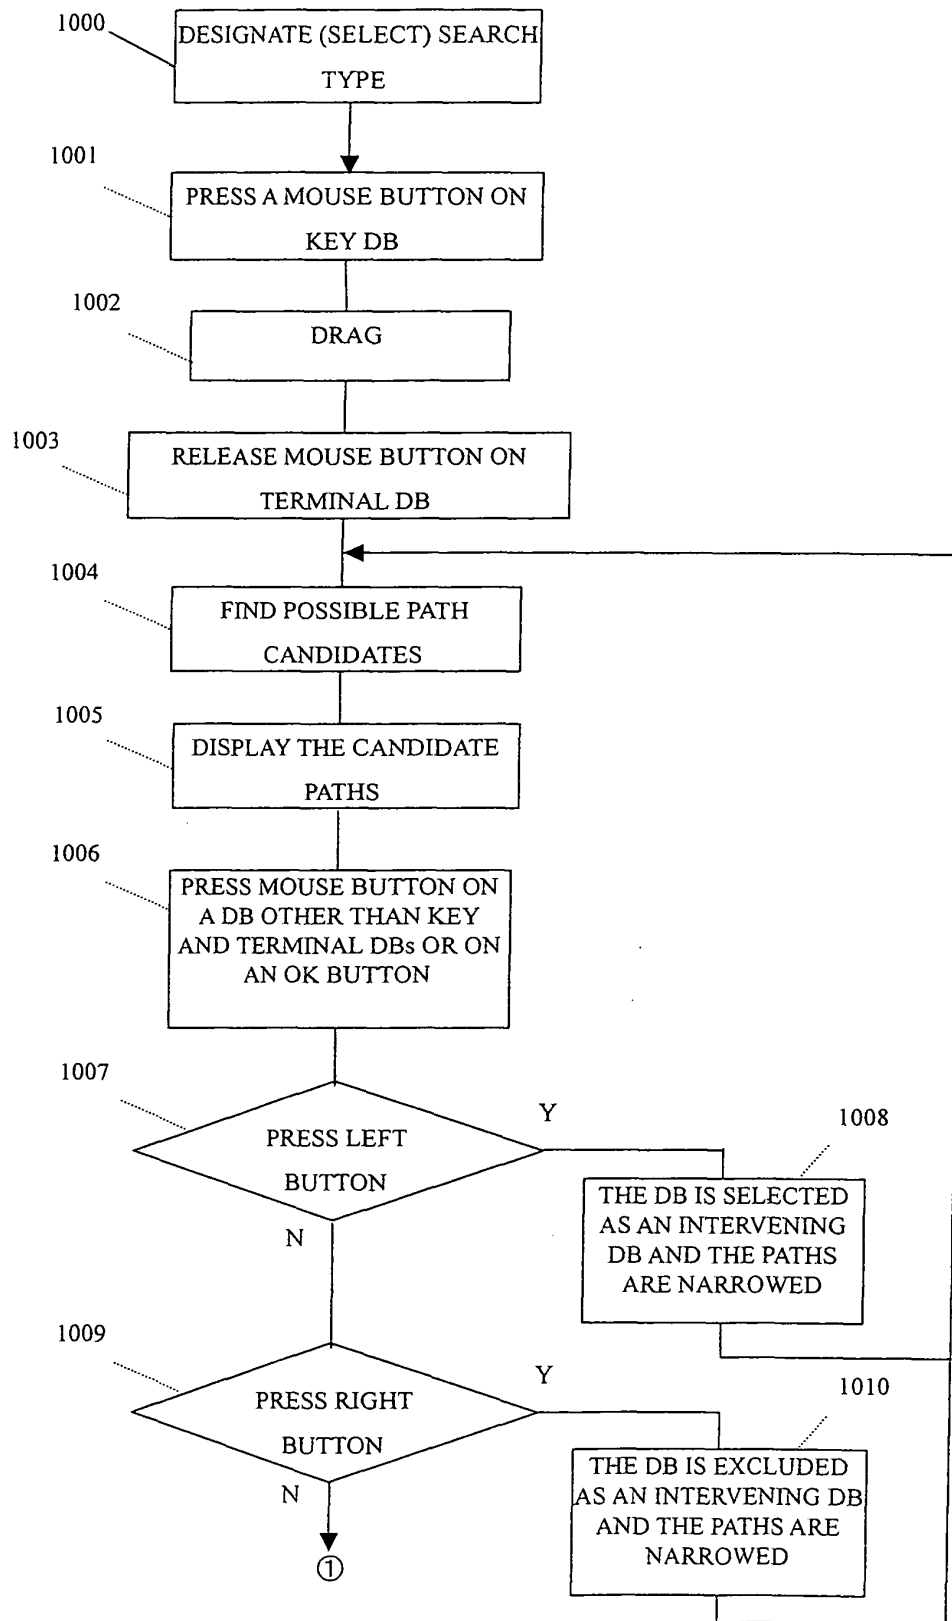 1000
DESIGNATE (SELECT) SEARCH
TYPE
1001
PRESS A MOUSE BUTTON ON
KEY DB
1002
DRAG
1003
RELEASE MOUSE BUTTON ON
TERMINAL DB
1004
FIND POSSIBLE PATH
CANDIDATES
1005
DISPLAY THE CANDIDATE
PATHS
1006
PRESS MOUSE BUTTON ON
A DB OTHER THAN KEY
AND TERMINAL DBs OR ON
AN OK BUTTON
1007
PRESS LEFT
BUTTON
Y
N
1008
THE DB IS SELECTED
AS AN INTERVENING
DB AND THE PATHS
ARE NARROWED
1009
PRESS RIGHT
BUTTON
Y
N
1010
THE DB IS EXCLUDED
AS AN INTERVENING DB
AND THE PATHS ARE
NARROWED
①